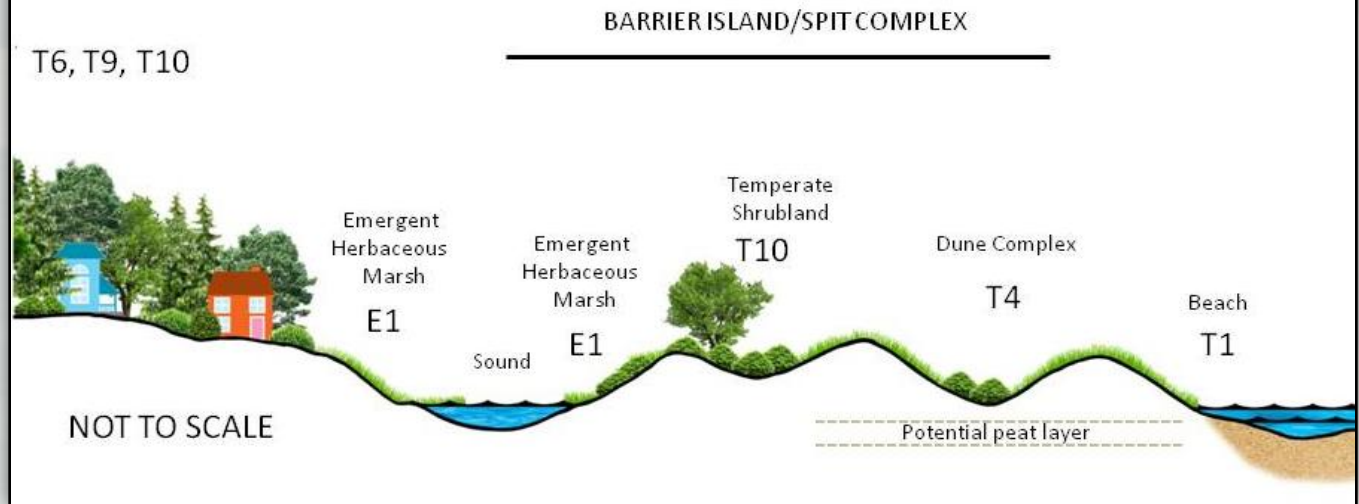 BARRIER ISLAND/SPIT COMPLEX
T6, T9, T10
Emergent
Herbaceous
Marsh
E1
Sound
Emergent
Herbaceous
Marsh
E1
Temperate
Shrubland
T10
Dune Complex
T4
Beach
T1
NOT TO SCALE
Potential peat layer